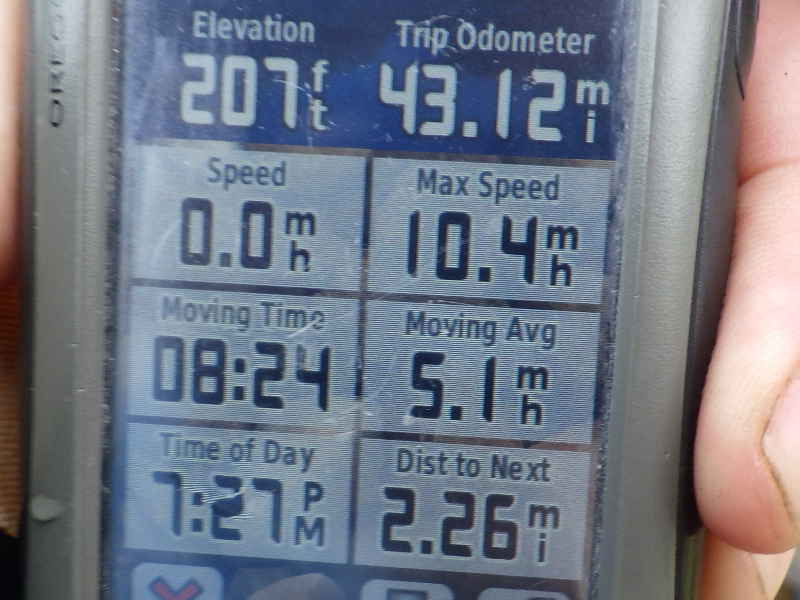 Elevation Trip Odometer
207 ft 43.12 mi
Speed Max Speed
0.0 mh 10.4 mh
Moving Time Moving Avg
08:24 5.1 mh
Time of Day Dist to Next
7:27 PM 2.26 mi